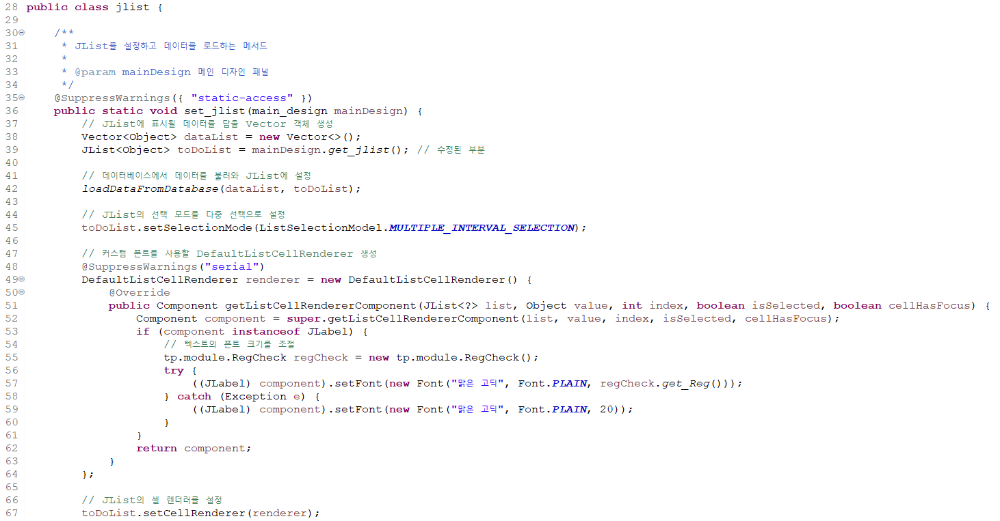 28 public class jlist {
29
30 /**
31 * JList를 설정하고 데이터를 로드하는 메서드
32 *
33 * @param mainDesign 메인 디자인 패널
34 */
35 @SuppressWarnings({ "static-access" })
36 public static void set_jlist(main_design mainDesign) {
37 // JList에 표시될 데이터를 담을 Vector 객체 생성
38 Vector<Object> dataList = new Vector<>();
39 JList<Object> toDoList = mainDesign.get_jlist(); // 수정된 부분
40
41 // 데이터베이스에서 데이터를 불러와 JList에 설정
42 loadDataFromDatabase(dataList, toDoList);
43
44 // JList의 선택 모드를 다중 선택으로 설정
45 toDoList.setSelectionMode(ListSelectionModel.MULTIPLE_INTERVAL_SELECTION);
46
47 // 커스텀 폰트를 사용할 DefaultListCellRenderer 생성
48 @SuppressWarnings("serial")
49 DefaultListCellRenderer renderer = new DefaultListCellRenderer() {
50 @Override
51 public Component getListCellRendererComponent(JList<?> list, Object value, int index, boolean isSelected, boolean cellHasFocus) {
52 Component component = super.getListCellRendererComponent(list, value, index, isSelected, cellHasFocus);
53 if (component instanceof JLabel) {
54 // 텍스트의 폰트 크기를 조절
55 tp.module.RegCheck regCheck = new tp.module.RegCheck();
56 try {
57 ((JLabel) component).setFont(new Font("맑은 고딕", Font.PLAIN, regCheck.get_Reg()));
58 } catch (Exception e) {
59 ((JLabel) component).setFont(new Font("맑은 고딕", Font.PLAIN, 20));
60 }
61 }
62 return component;
63 }
64 };
65
66 // JList의 셀 렌더러를 설정
67 toDoList.setCellRenderer(renderer);